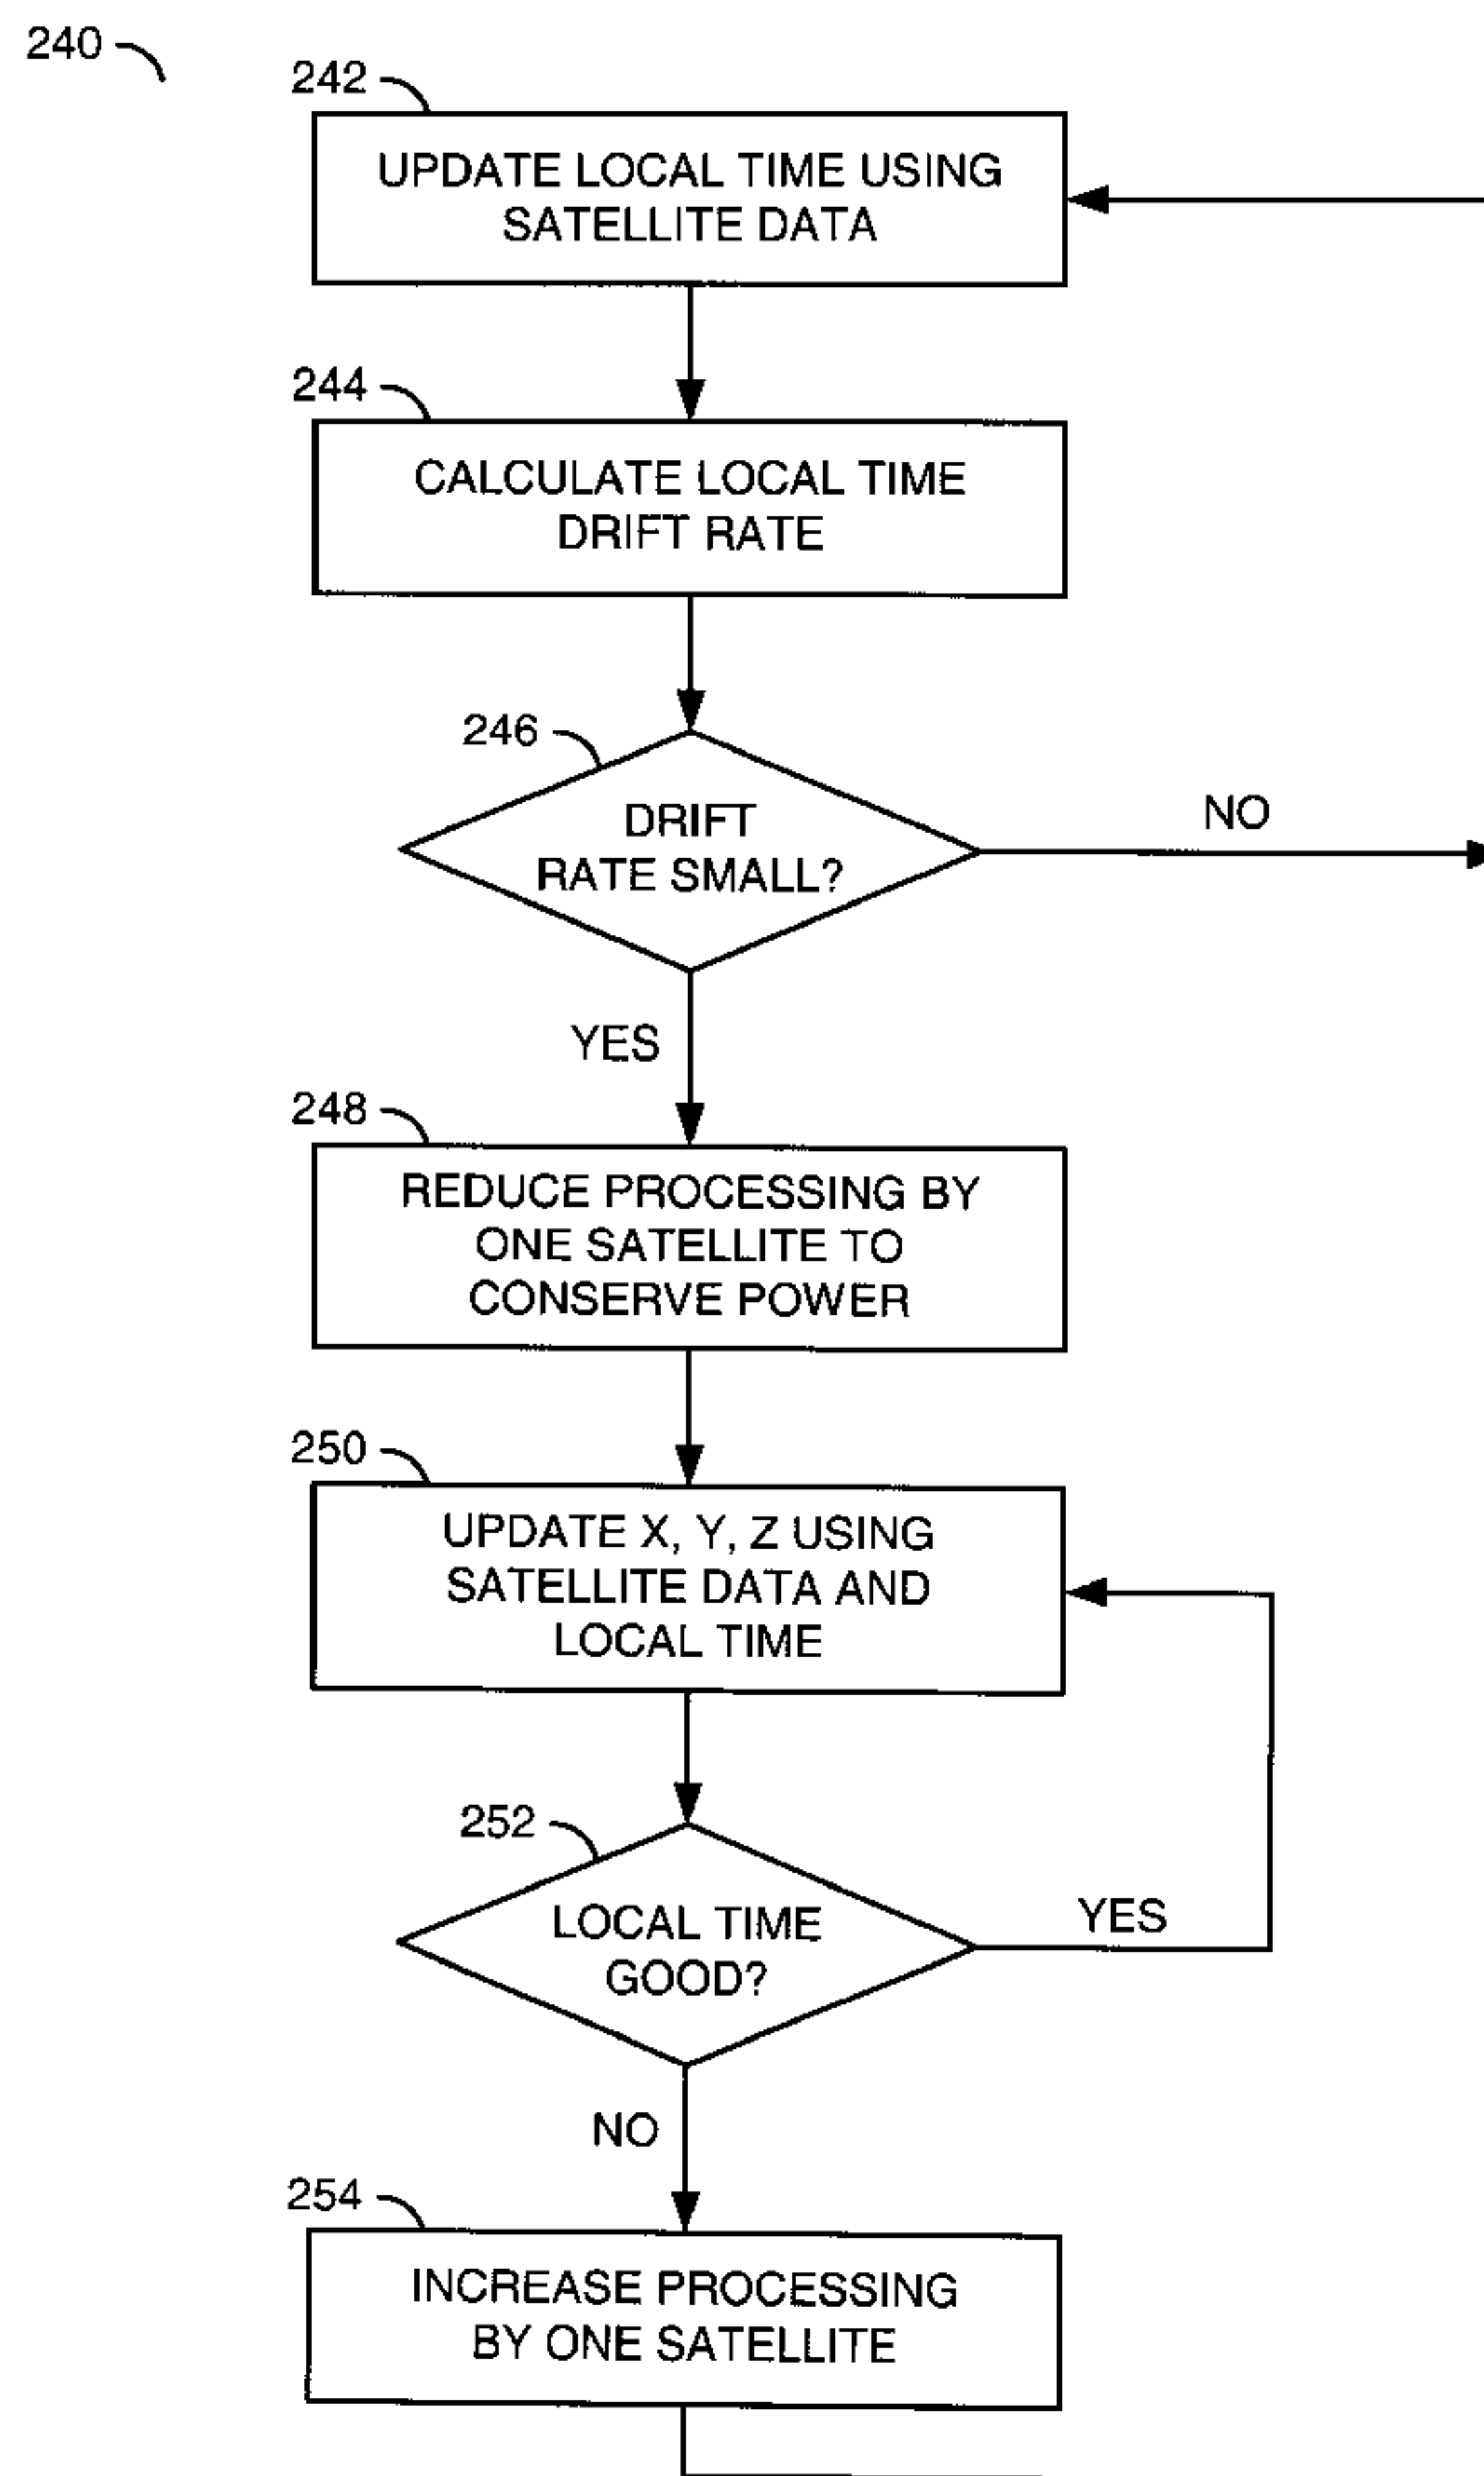 240
242
UPDATE LOCAL TIME USING
SATELLITE DATA
244
CALCULATE LOCAL TIME
DRIFT RATE
246
DRIFT
RATE SMALL?
NO
YES
248
REDUCE PROCESSING BY
ONE SATELLITE TO
CONSERVE POWER
250
UPDATE X, Y, Z USING
SATELLITE DATA AND
LOCAL TIME
252
LOCAL TIME
GOOD?
YES
NO
254
INCREASE PROCESSING
BY ONE SATELLITE